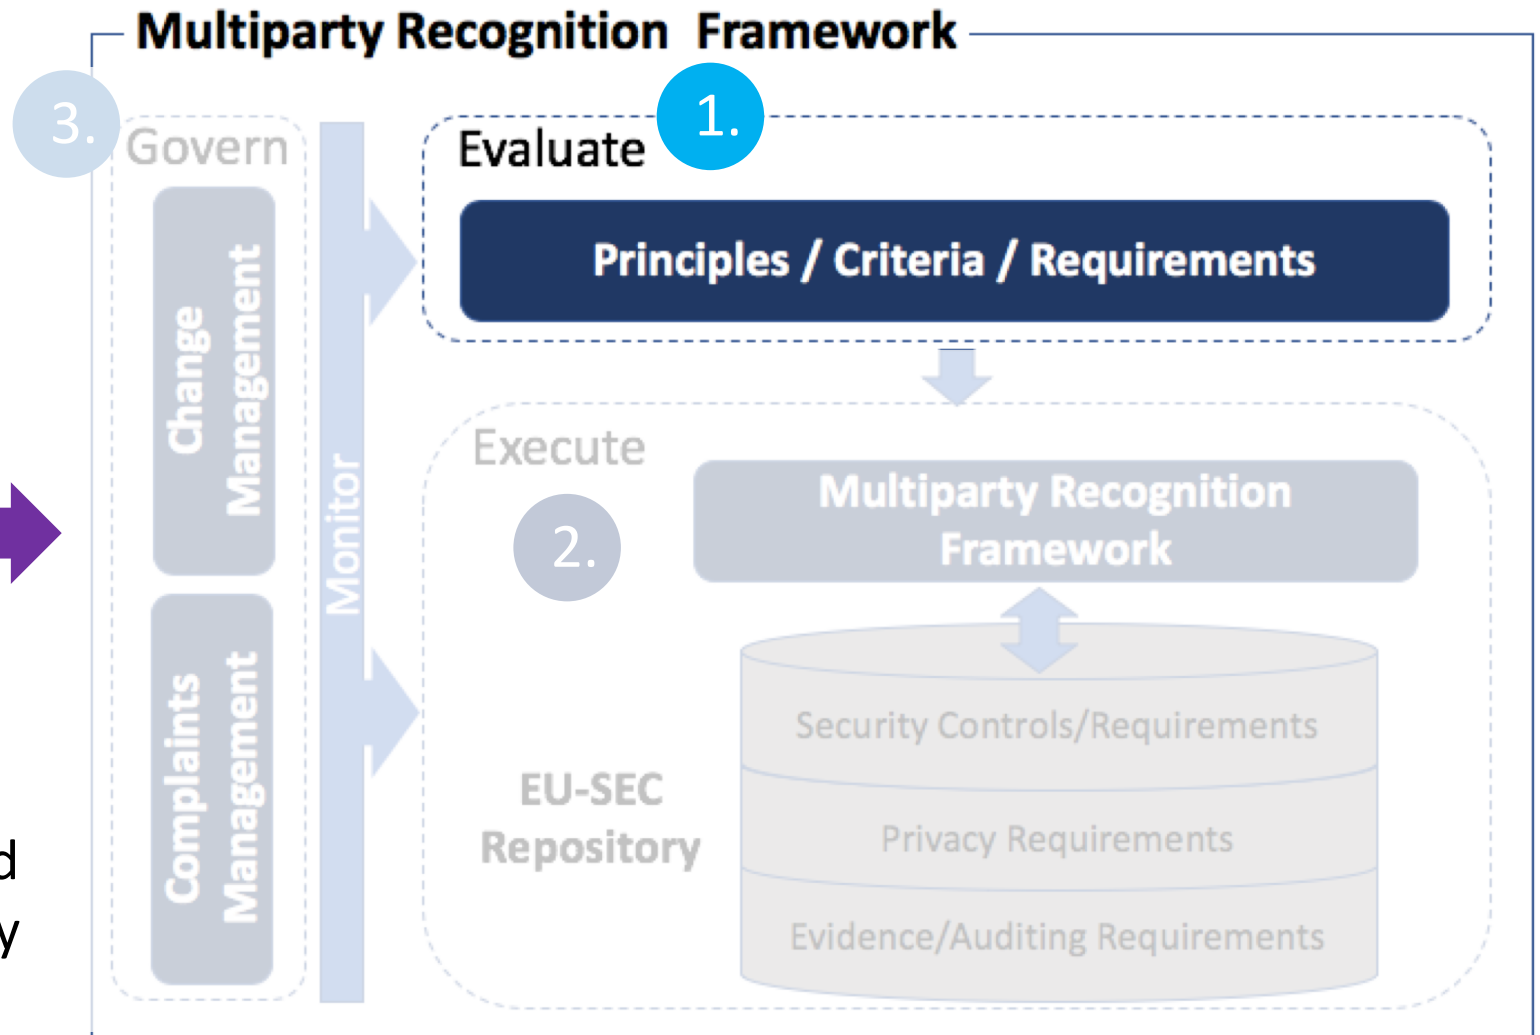 Multiparty Recognition Framework
3.
Govern
Change
Management
Complaints
Management
Monitor
1.
Evaluate
Principles / Criteria / Requirements
Execute
2.
Multiparty Recognition
Framework
EU-SEC
Repository
Security Controls/Requirements
Privacy Requirements
Evidence/Auditing Requirements